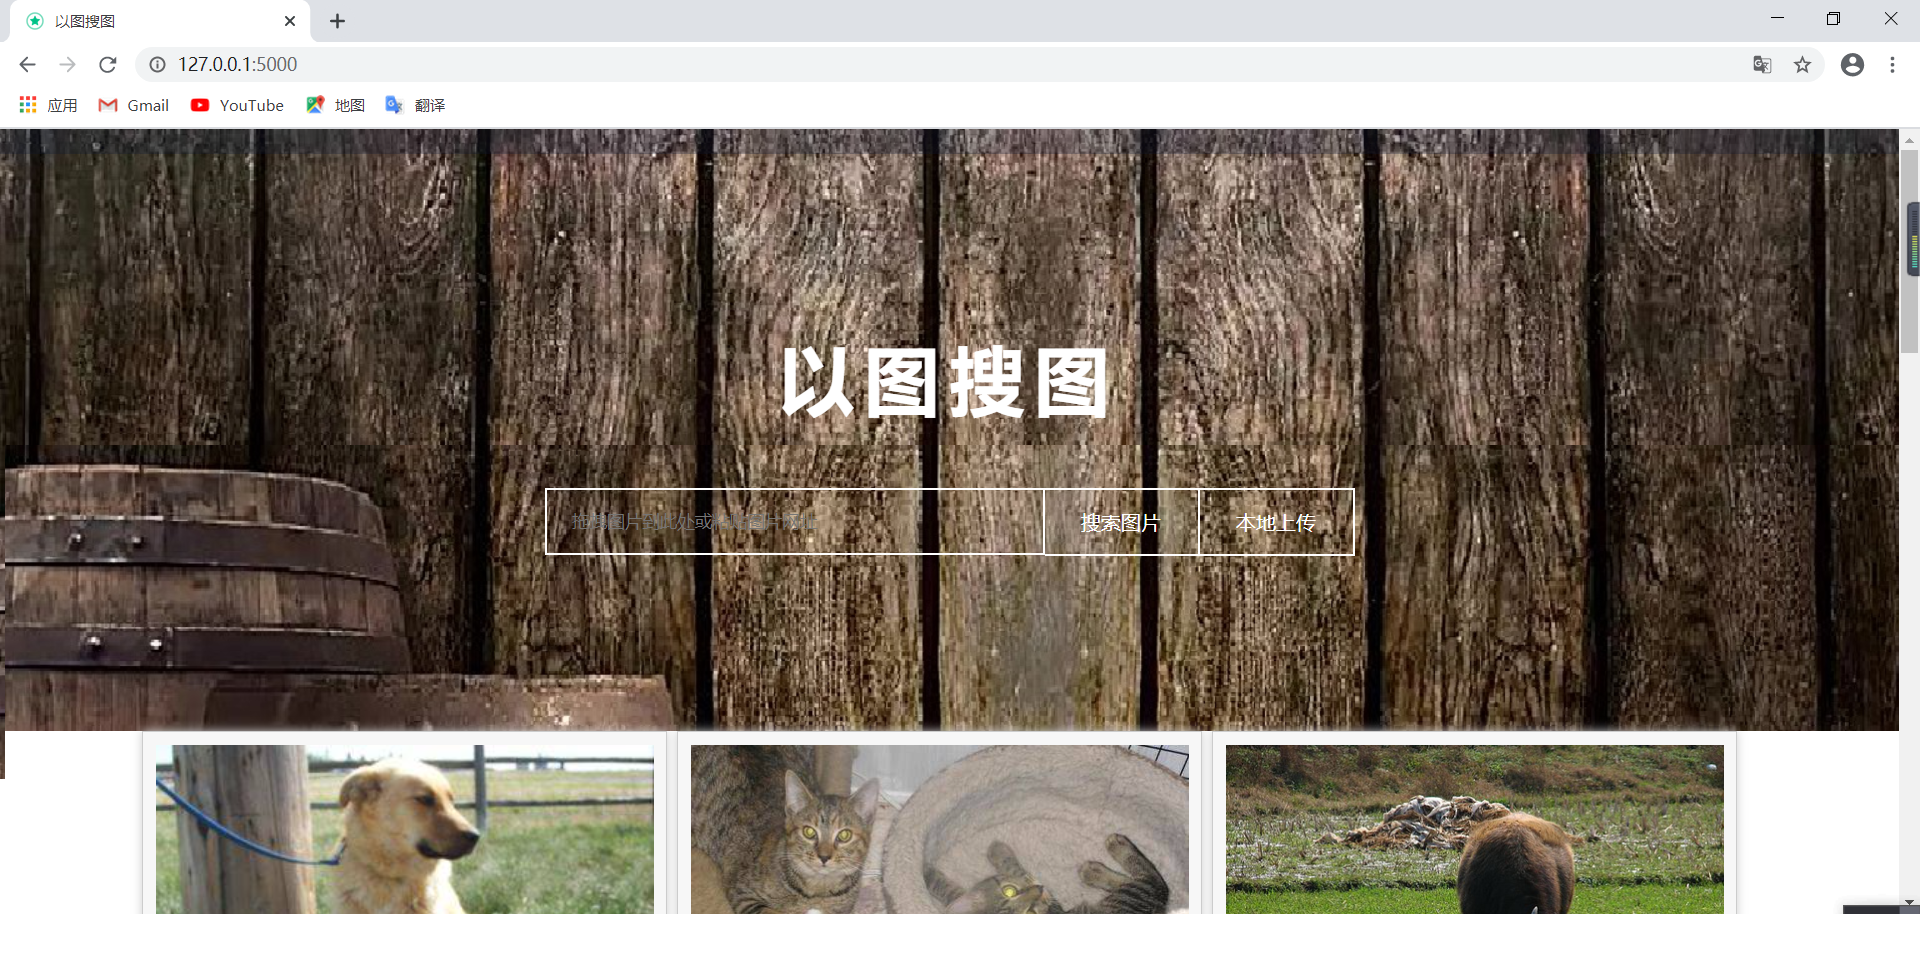 以图搜图
127.0.0.1:5000
应用 Gmail YouTube 地图 翻译
以图搜图
拖拽图片到此处或粘贴图片网址
搜索图片 本地上传